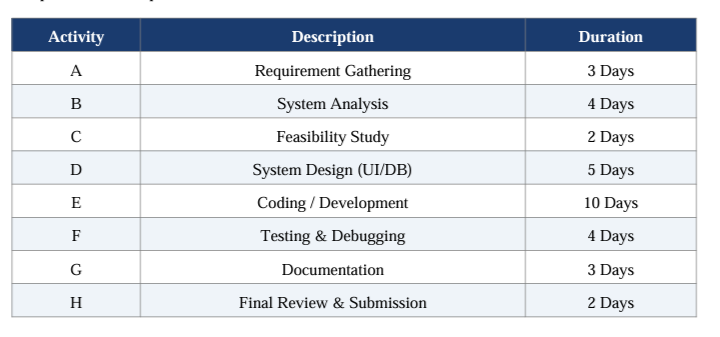 Activity Description Duration
A Requirement Gathering 3 Days
B System Analysis 4 Days
C Feasibility Study 2 Days
D System Design (UI/DB) 5 Days
E Coding / Development 10 Days
F Testing & Debugging 4 Days
G Documentation 3 Days
H Final Review & Submission 2 Days